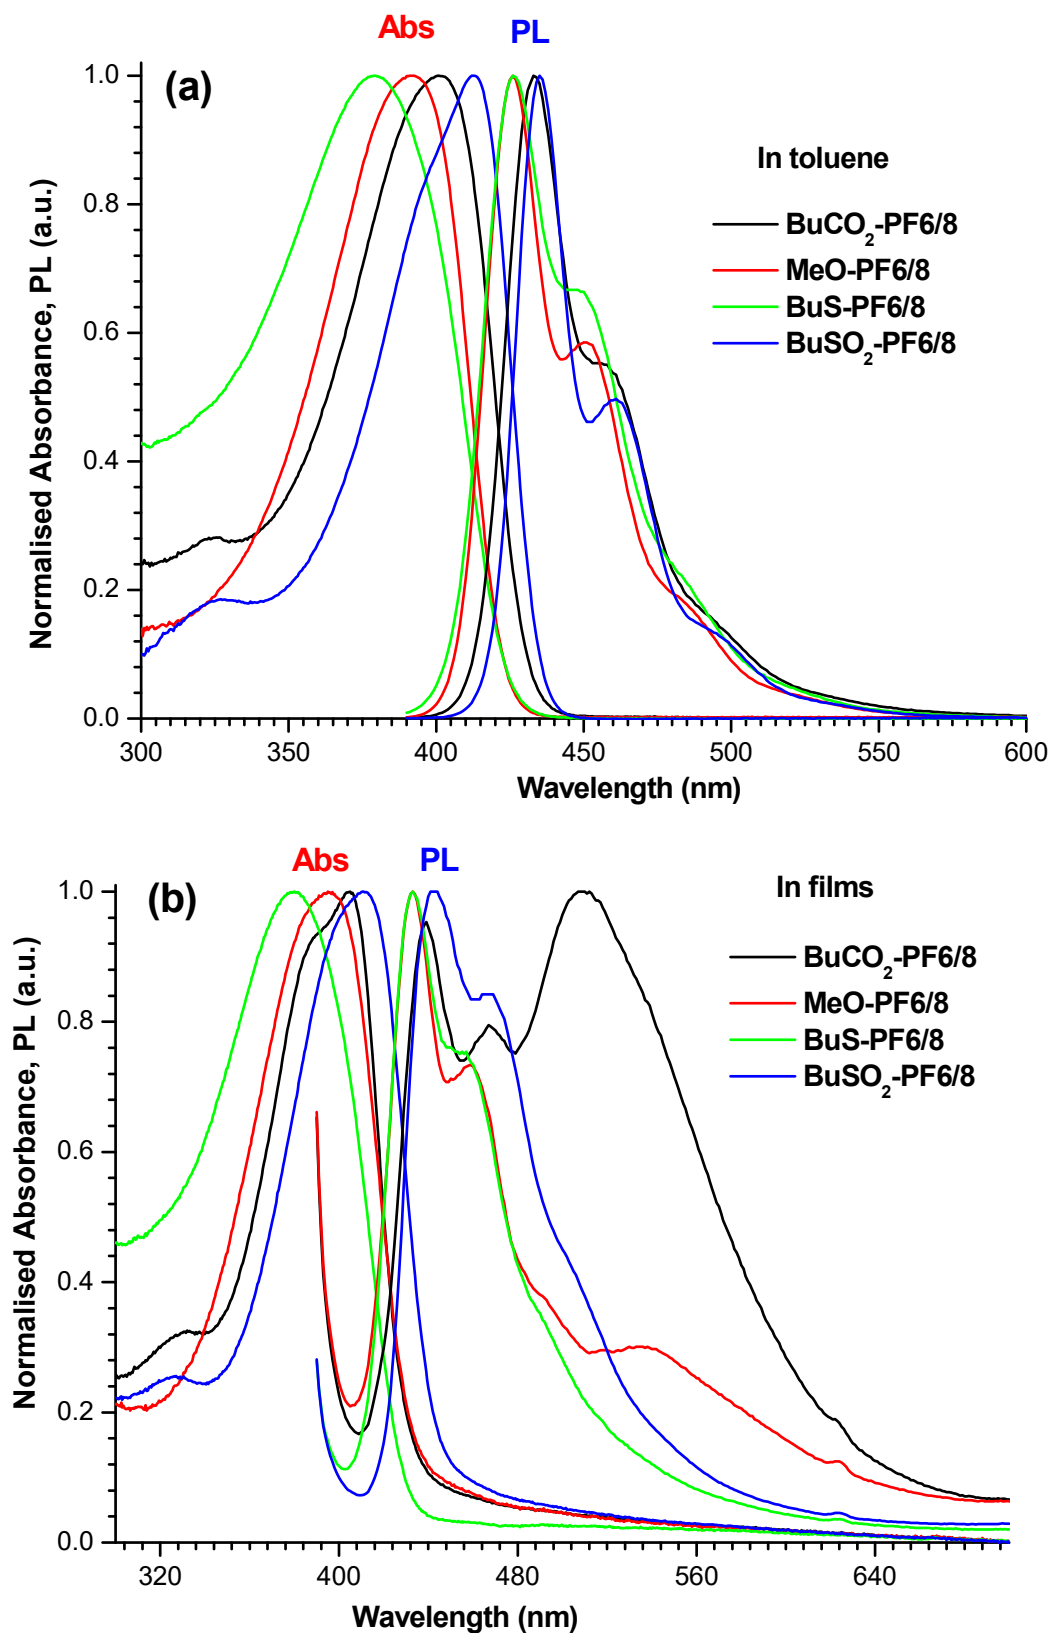 Abs PL
(a)
In toluene
BuCO₂-PF6/8
MeO-PF6/8
BuS-PF6/8
BuSO₂-PF6/8
Normalised Absorbance, PL (a.u.)
1.0
0.8
0.6
0.4
0.2
0.0
300 350 400 450 500 550 600
Wavelength (nm)
Abs PL
(b)
In films
BuCO₂-PF6/8
MeO-PF6/8
BuS-PF6/8
BuSO₂-PF6/8
Normalised Absorbance, PL (a.u.)
1.0
0.8
0.6
0.4
0.2
0.0
320 400 480 560 640
Wavelength (nm)